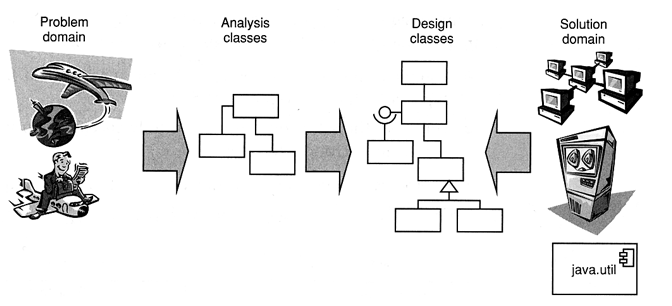 Problem
domain
Analysis
classes
Design
classes
Solution
domain
java.util